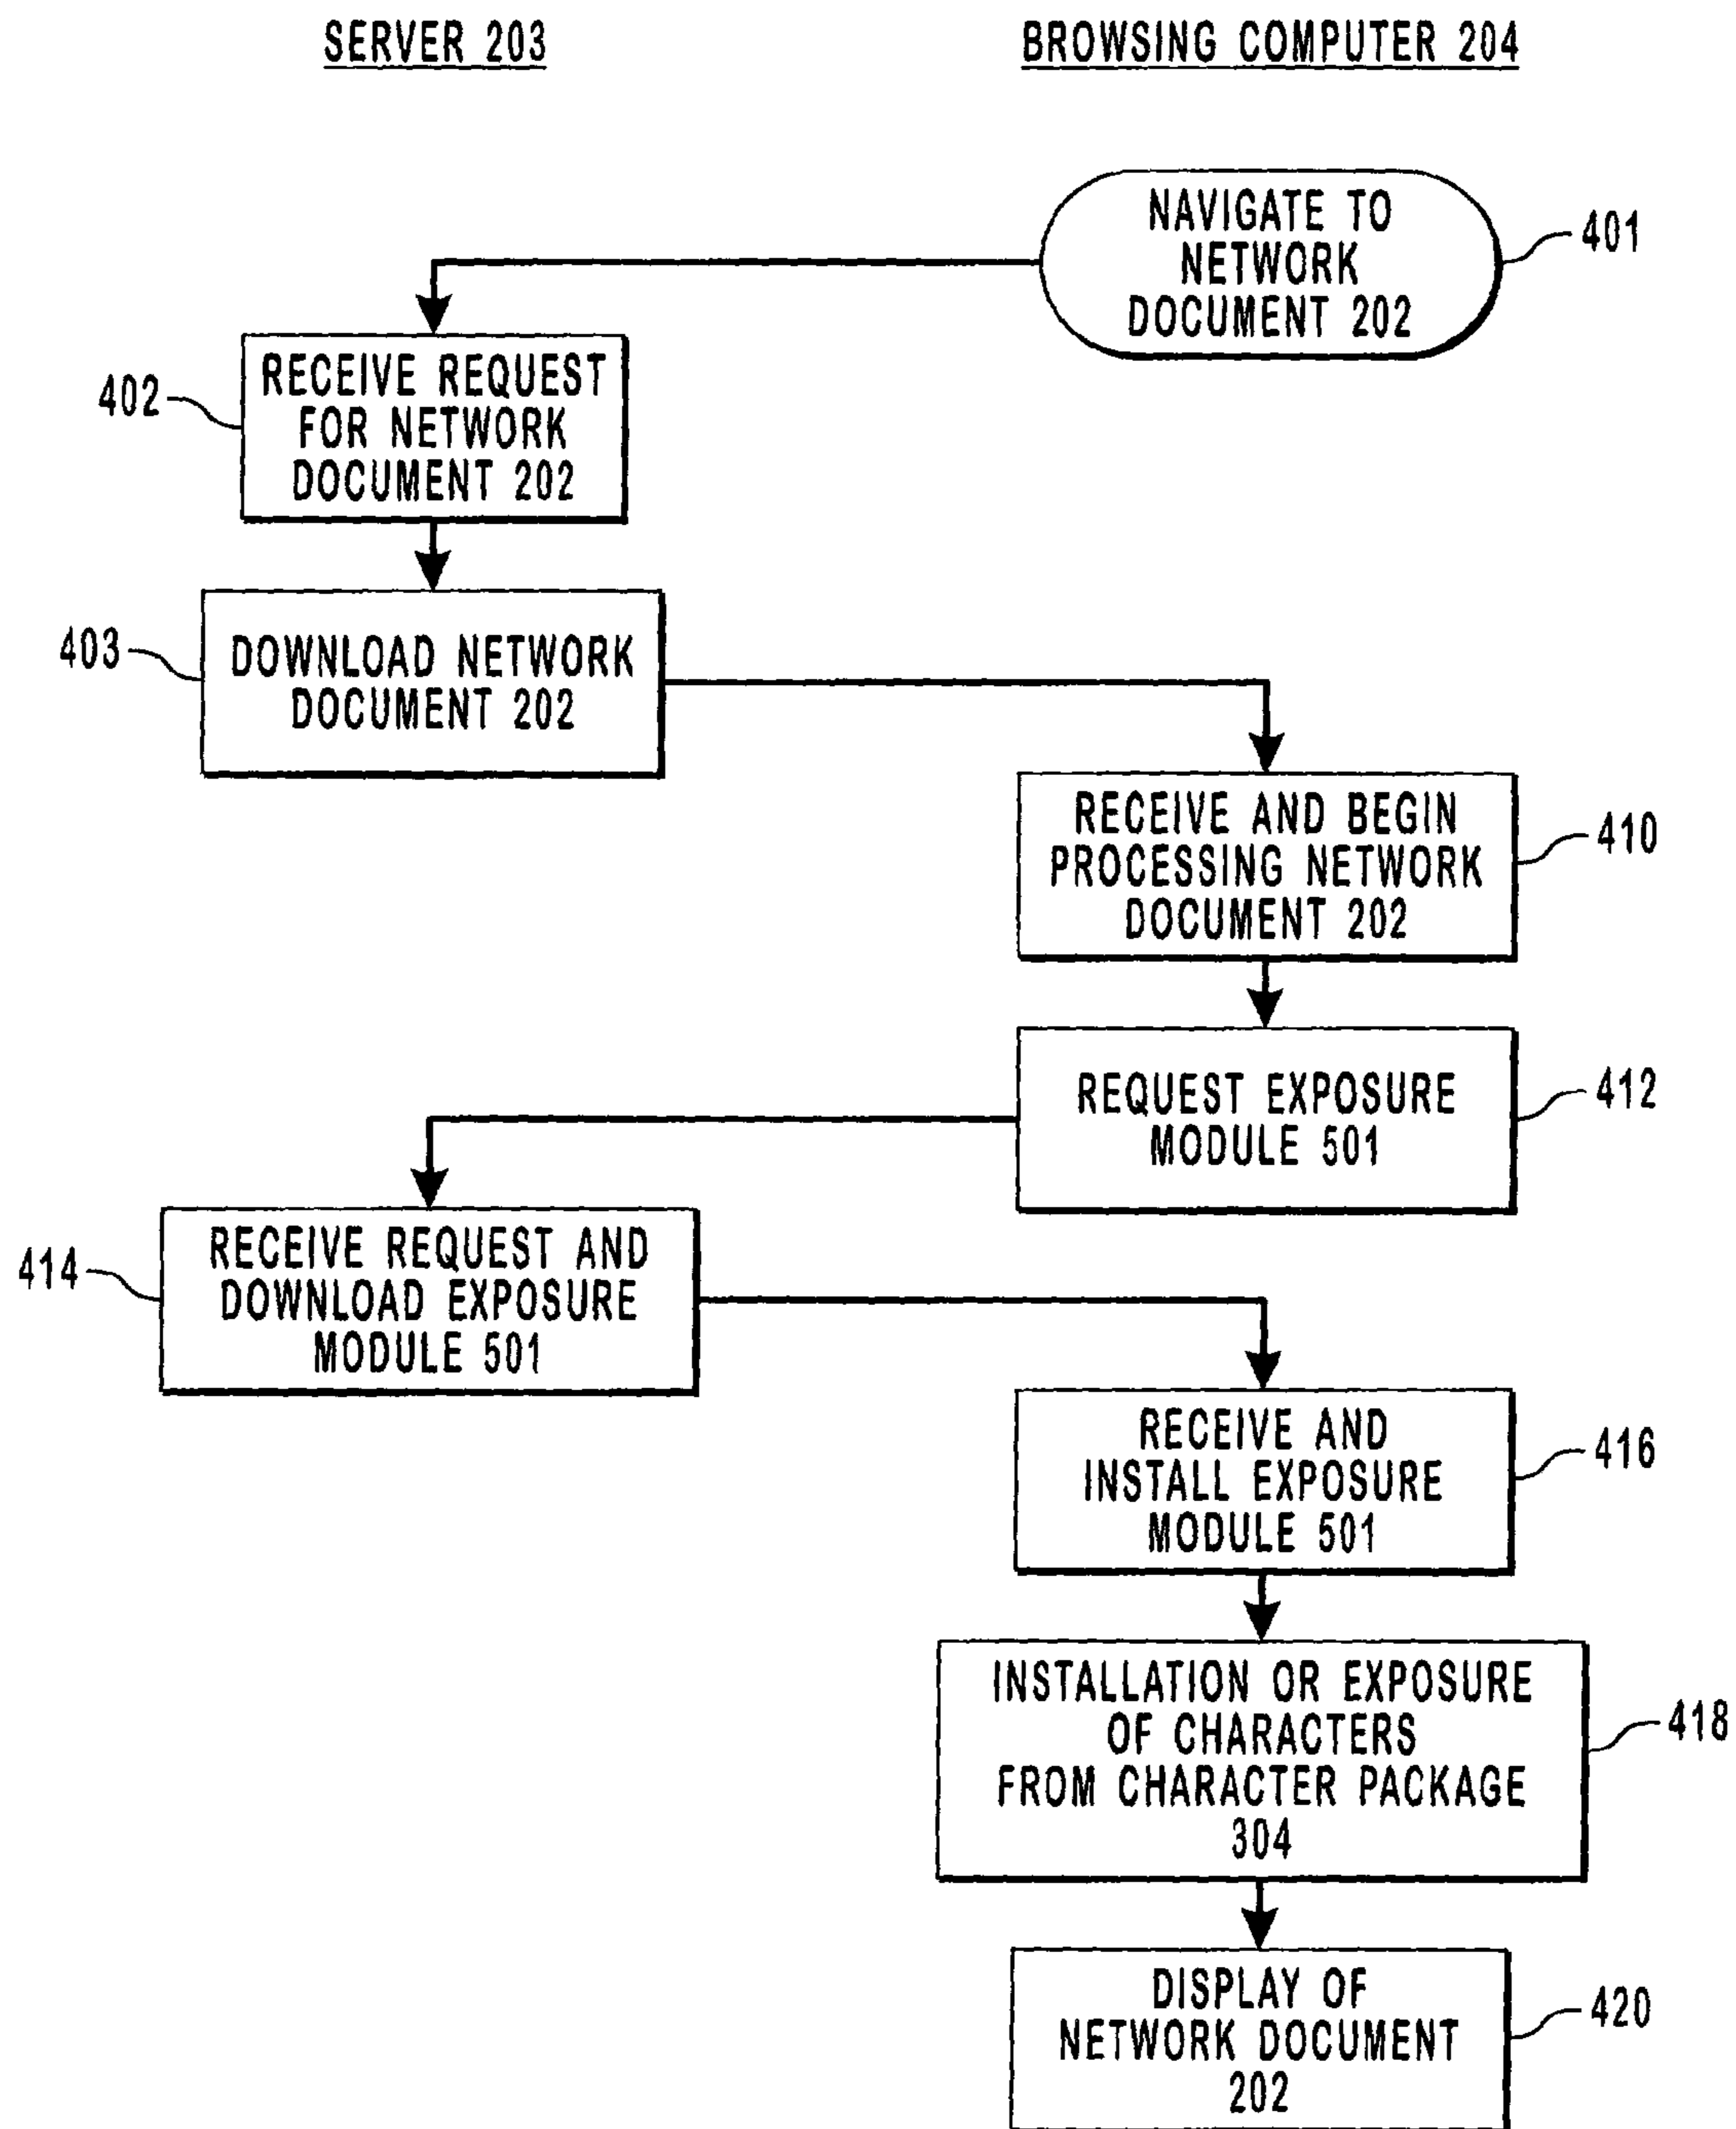 SERVER 203
BROWSING COMPUTER 204
NAVIGATE TO
NETWORK
DOCUMENT 202
401
RECEIVE REQUEST
FOR NETWORK
DOCUMENT 202
402
DOWNLOAD NETWORK
DOCUMENT 202
403
RECEIVE AND BEGIN
PROCESSING NETWORK
DOCUMENT 202
410
REQUEST EXPOSURE
MODULE 501
412
RECEIVE REQUEST AND
DOWNLOAD EXPOSURE
MODULE 501
414
RECEIVE AND
INSTALL EXPOSURE
MODULE 501
416
INSTALLATION OR EXPOSURE
OF CHARACTERS
FROM CHARACTER PACKAGE
304
418
DISPLAY OF
NETWORK DOCUMENT
202
420